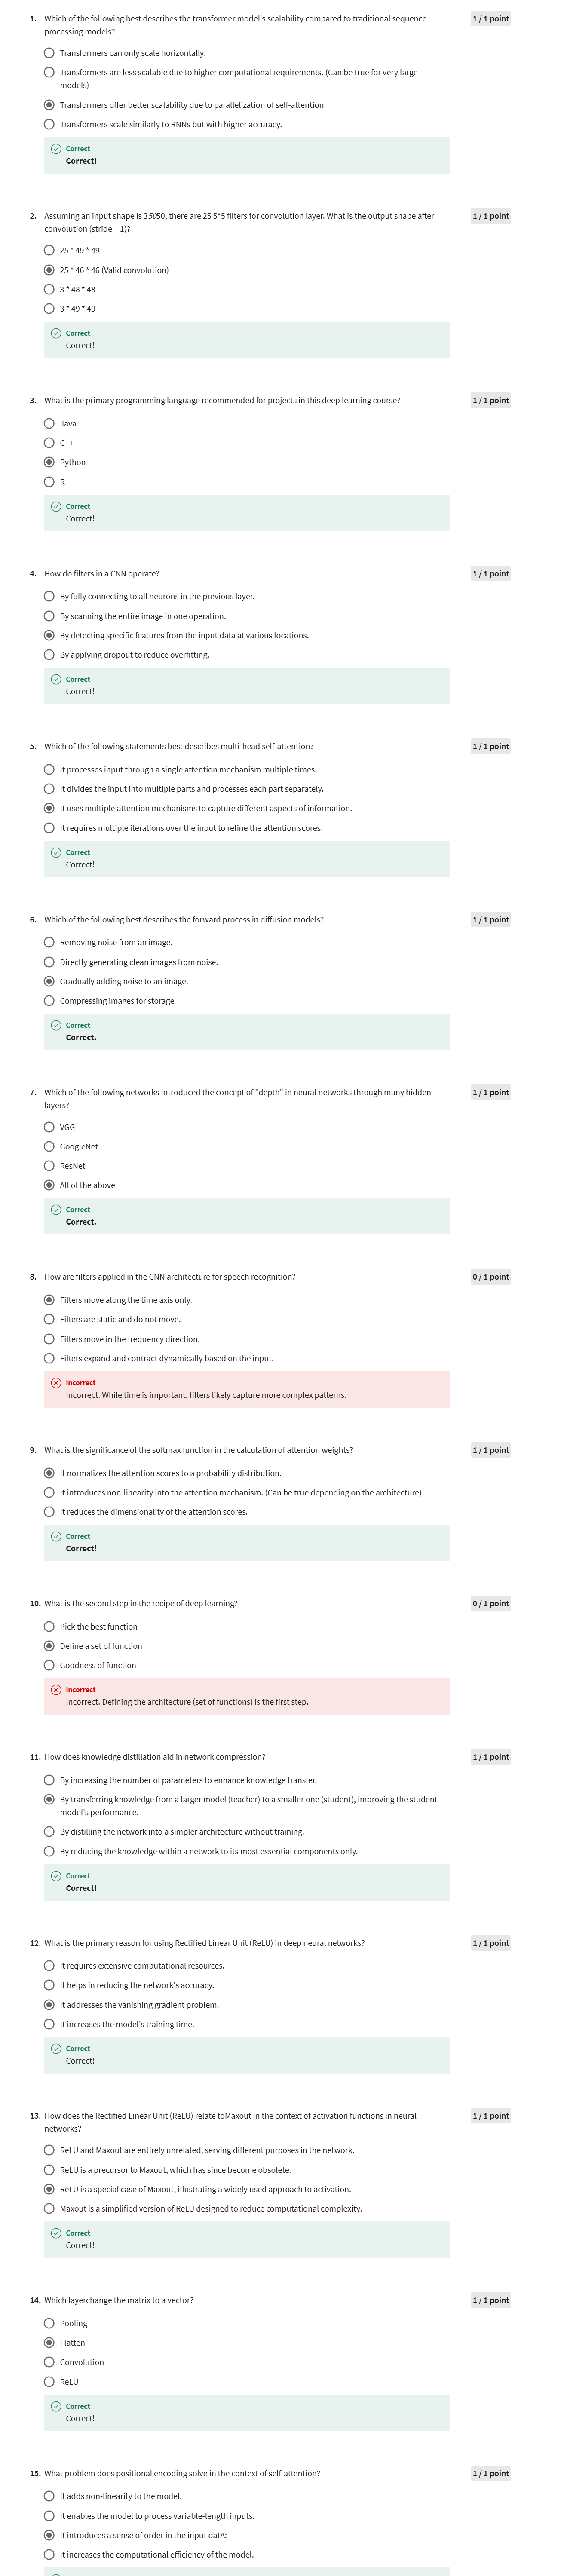 1. Which of the following best describes the transformer model's scalability compared to traditional sequence
processing models?
1 / 1 point
Transformers can only scale horizontally.
Transformers are less scalable due to higher computational requirements. (Can be true for very large
models)
Transformers offer better scalability due to parallelization of self-attention.
Transformers scale similarly to RNNs but with higher accuracy.
Correct
Correct!
2. Assuming an input shape is 35050, there are 25 5*5 filters for convolution layer. What is the output shape after
convolution (stride = 1)?
1 / 1 point
25 * 49 * 49
25 * 46 * 46 (Valid convolution)
3 * 48 * 48
3 * 49 * 49
Correct
Correct!
3. What is the primary programming language recommended for projects in this deep learning course?
1 / 1 point
Java
C++
Python
R
Correct
Correct!
4. How do filters in a CNN operate?
1 / 1 point
By fully connecting to all neurons in the previous layer.
By scanning the entire image in one operation.
By detecting specific features from the input data at various locations.
By applying dropout to reduce overfitting.
Correct
Correct!
5. Which of the following statements best describes multi-head self-attention?
1 / 1 point
It processes input through a single attention mechanism multiple times.
It divides the input into multiple parts and processes each part separately.
It uses multiple attention mechanisms to capture different aspects of information.
It requires multiple iterations over the input to refine the attention scores.
Correct
Correct!
6. Which of the following best describes the forward process in diffusion models?
1 / 1 point
Removing noise from an image.
Directly generating clean images from noise.
Gradually adding noise to an image.
Compressing images for storage
Correct
Correct.
7. Which of the following networks introduced the concept of "depth" in neural networks through many hidden
layers?
1 / 1 point
VGG
GoogleNet
ResNet
All of the above
Correct
Correct.
8. How are filters applied in the CNN architecture for speech recognition?
0 / 1 point
Filters move along the time axis only.
Filters are static and do not move.
Filters move in the frequency direction.
Filters expand and contract dynamically based on the input.
Incorrect
Incorrect. While time is important, filters likely capture more complex patterns.
9. What is the significance of the softmax function in the calculation of attention weights?
1 / 1 point
It normalizes the attention scores to a probability distribution.
It introduces non-linearity into the attention mechanism. (Can be true depending on the architecture)
It reduces the dimensionality of the attention scores.
Correct
Correct!
10. What is the second step in the recipe of deep learning?
0 / 1 point
Pick the best function
Define a set of function
Goodness of function
Incorrect
Incorrect. Defining the architecture (set of functions) is the first step.
11. How does knowledge distillation aid in network compression?
1 / 1 point
By increasing the number of parameters to enhance knowledge transfer.
By transferring knowledge from a larger model (teacher) to a smaller one (student), improving the student
model's performance.
By distilling the network into a simpler architecture without training.
By reducing the knowledge within a network to its most essential components only.
Correct
Correct!
12. What is the primary reason for using Rectified Linear Unit (ReLU) in deep neural networks?
1 / 1 point
It requires extensive computational resources.
It helps in reducing the network's accuracy.
It addresses the vanishing gradient problem.
It increases the model's training time.
Correct
Correct!
13. How does the Rectified Linear Unit (ReLU) relate toMaxout in the context of activation functions in neural
networks?
1 / 1 point
ReLU and Maxout are entirely unrelated, serving different purposes in the network.
ReLU is a precursor to Maxout, which has since become obsolete.
ReLU is a special case of Maxout, illustrating a widely used approach to activation.
Maxout is a simplified version of ReLU designed to reduce computational complexity.
Correct
Correct!
14. Which layerchange the matrix to a vector?
1 / 1 point
Pooling
Flatten
Convolution
ReLU
Correct
Correct!
15. What problem does positional encoding solve in the context of self-attention?
1 / 1 point
It adds non-linearity to the model.
It enables the model to process variable-length inputs.
It introduces a sense of order in the input datA:
It increases the computational efficiency of the model.